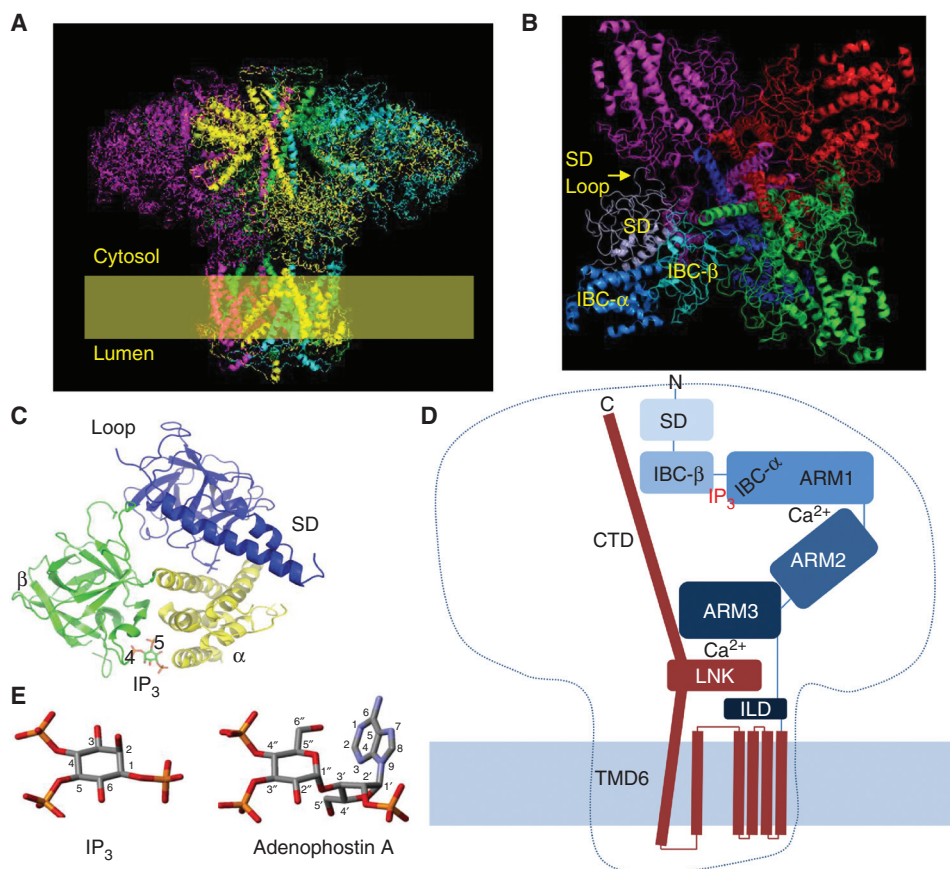 A
Cytosol
Lumen
B
SD
Loop
SD
IBC-β
IBC-α
C
Loop
SD
β
α
4
5
IP3
D
N
C
SD
IBC-β
IBC-α
ARM1
IP3
Ca2+
ARM2
CTD
ARM3
Ca2+
LNK
ILD
TMD6
E
3
2
4
1
5
6
IP3
6″
4″
5″
1″
3″
2″
6
1
5
7
2
4
8
3
9
3′
2′
1′
5′
4′
Adenophostin A